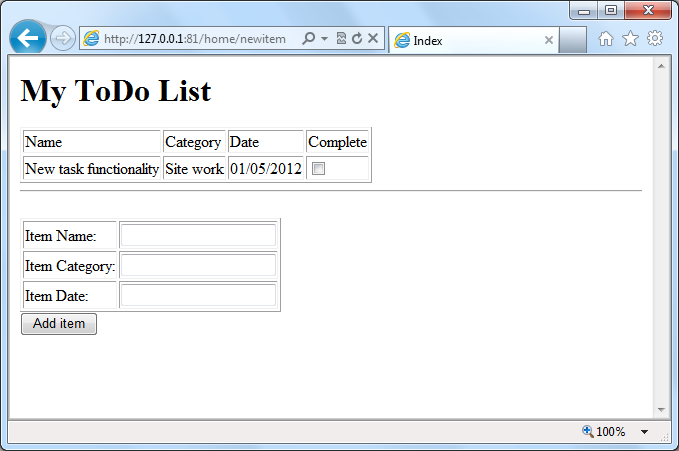 http://127.0.0.1:81/home/newitem
Index
My ToDo List
Name Category Date Complete
New task functionality Site work 01/05/2012
Item Name:
Item Category:
Item Date:
Add item
100%